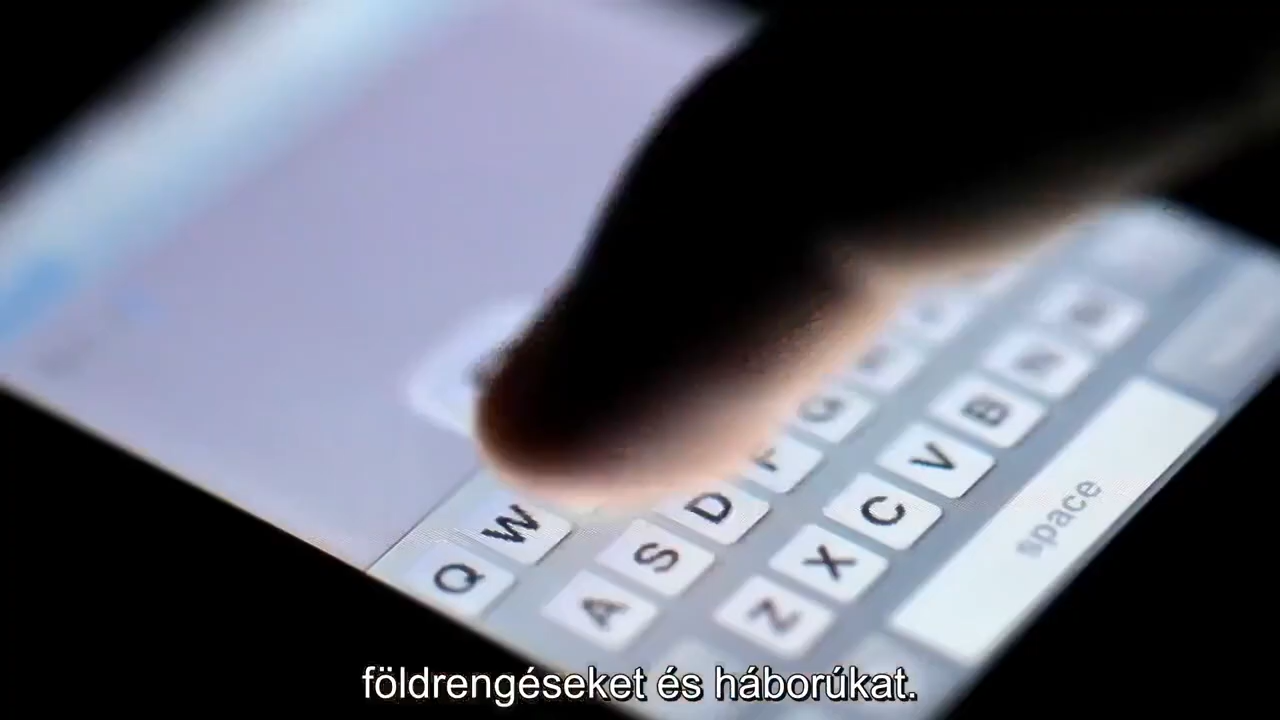 Q W
A S D F G
Z X C V B N
space
földrengéseket és háborúkat.